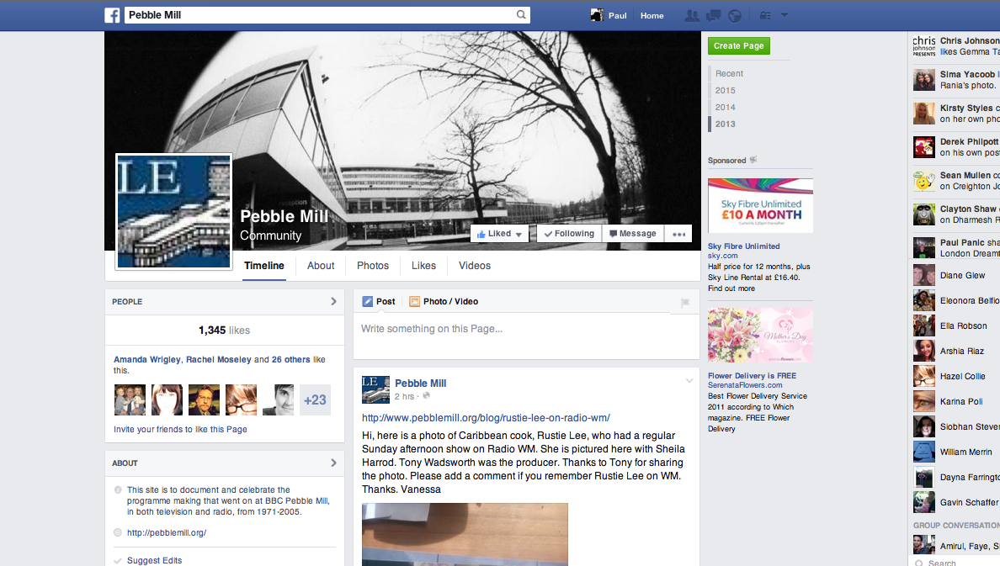 Pebble Mill
Paul
Home
Chris Johnson
likes Gemma Ta
chris
johnson
PRESENTS
Create Page
Recent
2015
2014
2013
Sima Yacoob l
Rania's photo.
Kirsty Styles c
on her own pho
Derek Philpott
on his own post
Sean Mullen co
on Creighton Jo
Clayton Shaw c
on Dharmesh R
Paul Panic sha
London Dreamt
Diane Glew
Eleonora Belfio
Ella Robson
Arshia Riaz
Hazel Collie
Karina Poli
Siobhan Stever
William Merrin
Dayna Farringto
Gavin Schaffer
GROUP CONVERSATION
Amirul, Faye, Si
Search
LE
reception
Pebble Mill
Community
Liked
Following
Message
Timeline
About
Photos
Likes
Videos
Sponsored
Sky Fibre Unlimited
£10 A MONTH
Sky Fibre Unlimited
sky.com
Half price for 12 months, plus
Sky Line Rental at £16.40.
Find out more
Mother's Day
FLOWERS
Flower Delivery is FREE
SerenataFlowers.com
Best Flower Delivery Service
2011 according to Which
magazine. FREE Flower
Delivery
PEOPLE
1,345 likes
Amanda Wrigley, Rachel Moseley and 26 others like
this.
+23
Invite your friends to like this Page
ABOUT
This site is to document and celebrate the
programme making that went on at BBC Pebble Mill,
in both television and radio, from 1971-2005.
http://pebblemill.org/
Suggest Edits
Post
Photo / Video
Write something on this Page...
LE
Pebble Mill
2 hrs ·
http://www.pebblemill.org/blog/rustie-lee-on-radio-wm/
Hi, here is a photo of Caribbean cook, Rustie Lee, who had a regular
Sunday afternoon show on Radio WM. She is pictured here with Sheila
Harrod. Tony Wadsworth was the producer. Thanks to Tony for sharing
the photo. Please add a comment if you remember Rustie Lee on WM.
Thanks. Vanessa